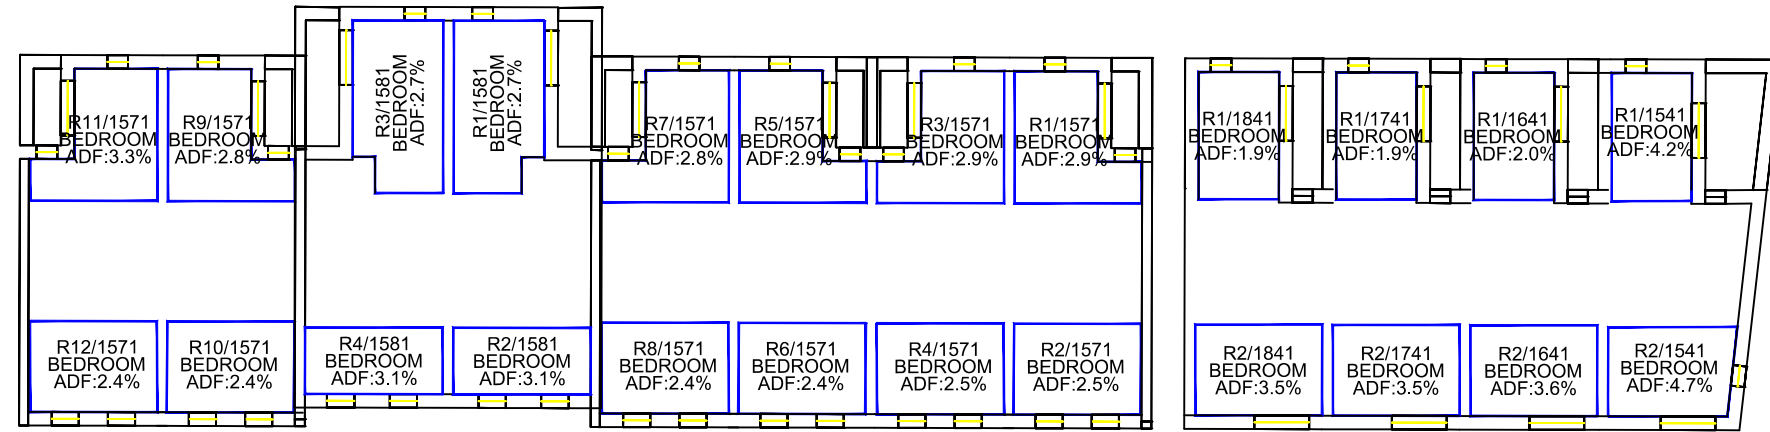 R11/1571
BEDROOM
ADF:3.3%
R9/1571
BEDROOM
ADF:2.8%
R3/1581
BEDROOM
ADF:2.7%
R1/1581
BEDROOM
ADF:2.7%
R7/1571
BEDROOM
ADF:2.8%
R5/1571
BEDROOM
ADF:2.9%
R3/1571
BEDROOM
ADF:2.9%
R1/1571
BEDROOM
ADF:2.9%
R1/1841
BEDROOM
ADF:1.9%
R1/1741
BEDROOM
ADF:1.9%
R1/1641
BEDROOM
ADF:2.0%
R1/1541
BEDROOM
ADF:4.2%
R12/1571
BEDROOM
ADF:2.4%
R10/1571
BEDROOM
ADF:2.4%
R4/1581
BEDROOM
ADF:3.1%
R2/1581
BEDROOM
ADF:3.1%
R8/1571
BEDROOM
ADF:2.4%
R6/1571
BEDROOM
ADF:2.4%
R4/1571
BEDROOM
ADF:2.5%
R2/1571
BEDROOM
ADF:2.5%
R2/1841
BEDROOM
ADF:3.5%
R2/1741
BEDROOM
ADF:3.5%
R2/1641
BEDROOM
ADF:3.6%
R2/1541
BEDROOM
ADF:4.7%